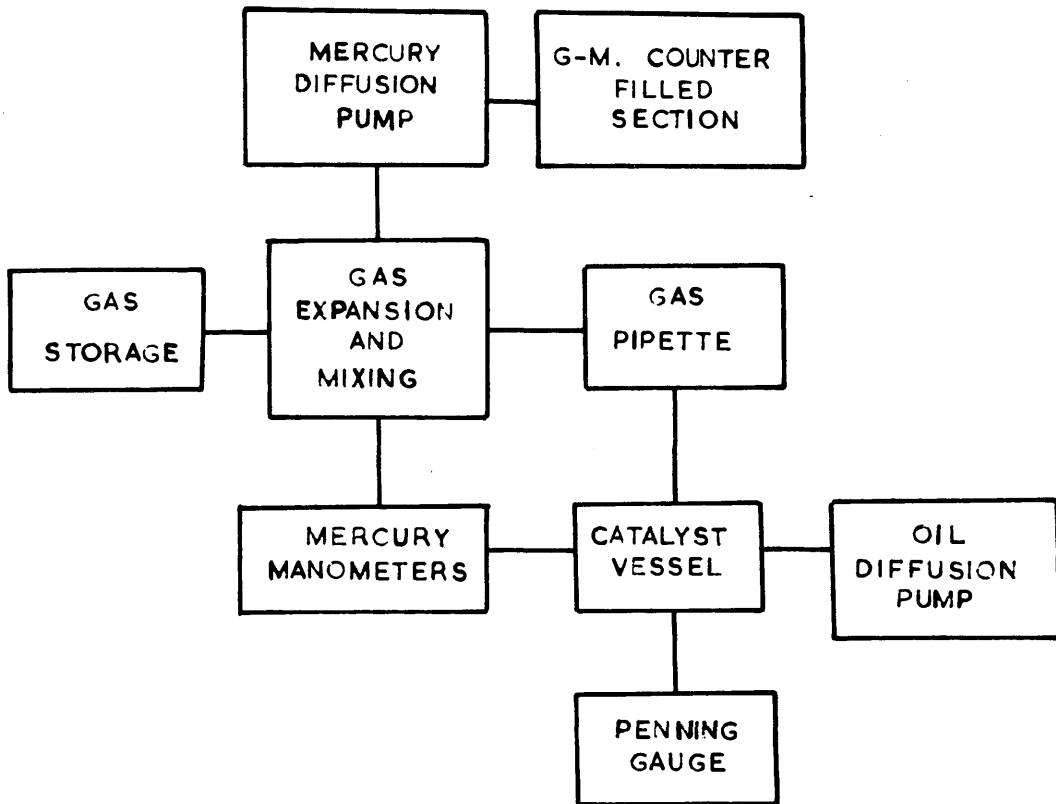 MERCURY
DIFFUSION
PUMP
G-M. COUNTER
FILLED
SECTION
GAS
STORAGE
GAS
EXPANSION
AND
MIXING
GAS
PIPETTE
MERCURY
MANOMETERS
CATALYST
VESSEL
OIL
DIFFUSION
PUMP
PENNING
GAUGE